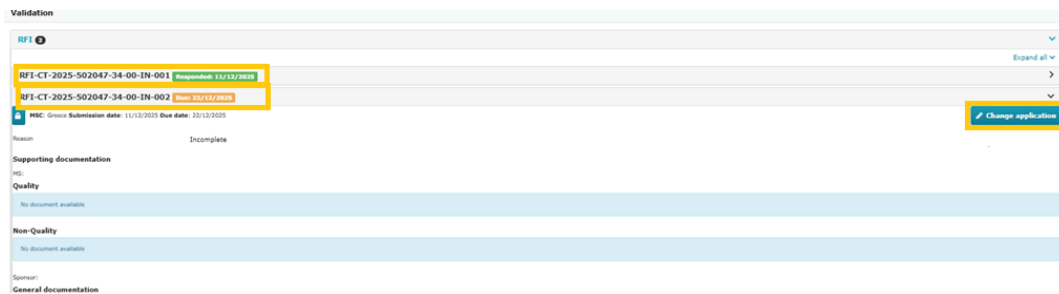 Validation
RFI 2
Expand all
RFI-CT-2025-502047-34-00-IN-001 Responded: 11/12/2025
RFI-CT-2025-502047-34-00-IN-002 Due: 22/12/2025
MSC: Greece Submission date: 11/12/2025 Due date: 22/12/2025 Change application
Reason Incomplete
Supporting documentation
MS:
Quality
No document available
Non-Quality
No document available
Sponsor:
General documentation